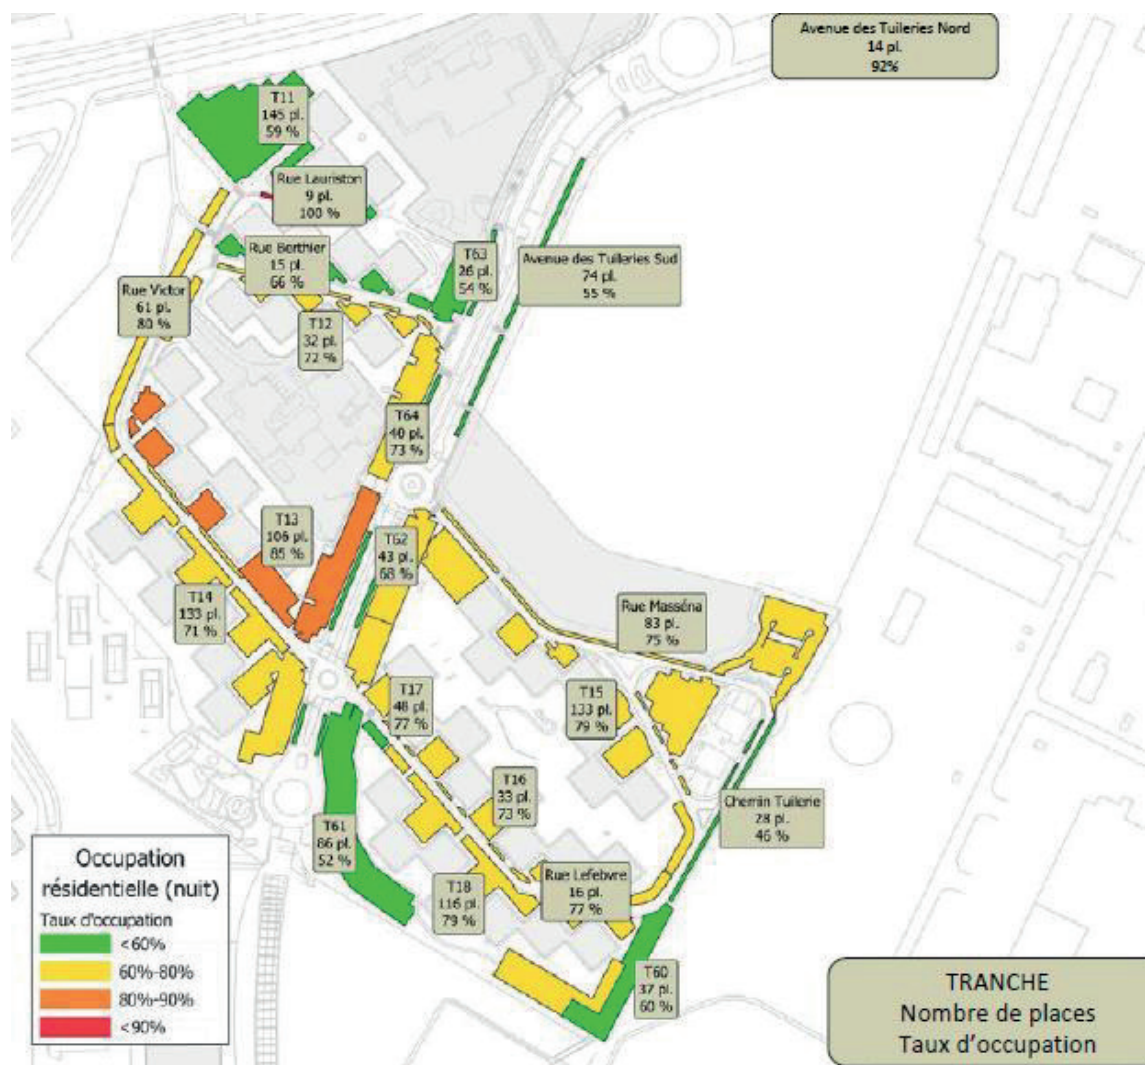 Avenue des Tuileries Nord
14 pl.
92%
T11
145 pl.
59 %
Rue Lauriston
9 pl.
100 %
Rue Berthier
15 pl.
66 %
T63
26 pl.
54 %
Avenue des Tuileries Sud
74 pl.
55 %
Rue Victor
61 pl.
80 %
T12
32 pl.
72 %
T64
40 pl.
73 %
T13
106 pl.
85 %
T62
43 pl.
68 %
T14
133 pl.
71 %
Rue Masséna
83 pl.
75 %
T17
48 pl.
77 %
T15
133 pl.
79 %
T16
33 pl.
73 %
Chemin Tuilerie
28 pl.
46 %
T61
86 pl.
52 %
Rue Lefebvre
16 pl.
77 %
T18
116 pl.
79 %
T60
37 pl.
60 %
Occupation
résidentielle (nuit)
Taux d'occupation
<60%
60%-80%
80%-90%
<90%
TRANCHE
Nombre de places
Taux d'occupation